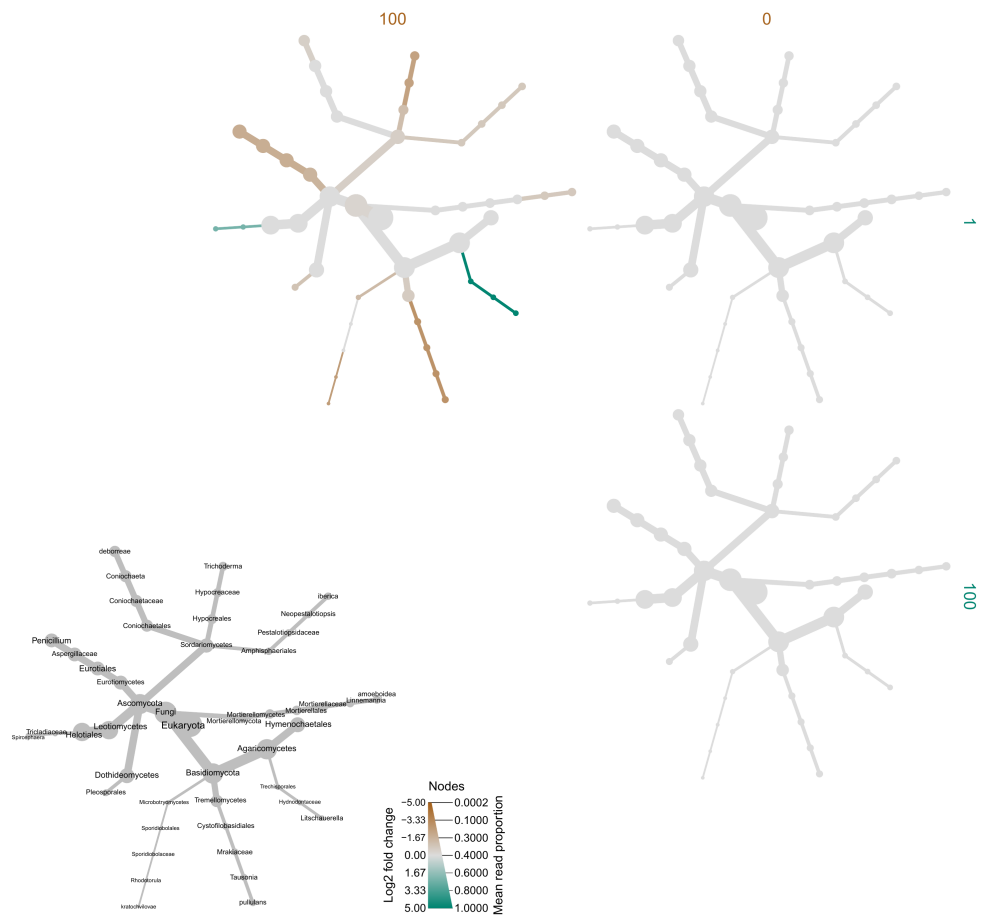 100
0
1
100
deborreae
Coniochaeta
Trichoderma
Coniochaetaceae
Hypocreaceae
iberica
Neopestalotiopsis
Coniochaetales
Hypocreales
Pestalotiopsidaceae
Penicillium
Sordariomycetes
Aspergillaceae
Amphisphaeriales
Eurotiales
Eurotiomycetes
amoeboidea
Linnemannia
Mortierellaceae
Ascomycota
Fungi
Mortierellales
Mortierellomycetes
Mortierellomycota
Leotiomycetes
Eukaryota
Hymenochaetales
Tricladiaceae
Helotiales
Spirosphaera
Agaricomycetes
Dothideomycetes
Basidiomycota
Pleosporales
Trechisporales
Microbotryomycetes
Tremellomycetes
Hydnodontaceae
Litschauerella
Sporidiobolales
Cystofilobasidiales
Sporidiobolaceae
Mrakiaceae
Rhodotorula
Tausonia
kratochvilovae
pullulans
Nodes
Log2 fold change
Mean read proportion
−5.00 0.0002
−3.33 0.1000
−1.67 0.3000
0.00 0.4000
1.67 0.6000
3.33 0.8000
5.00 1.0000